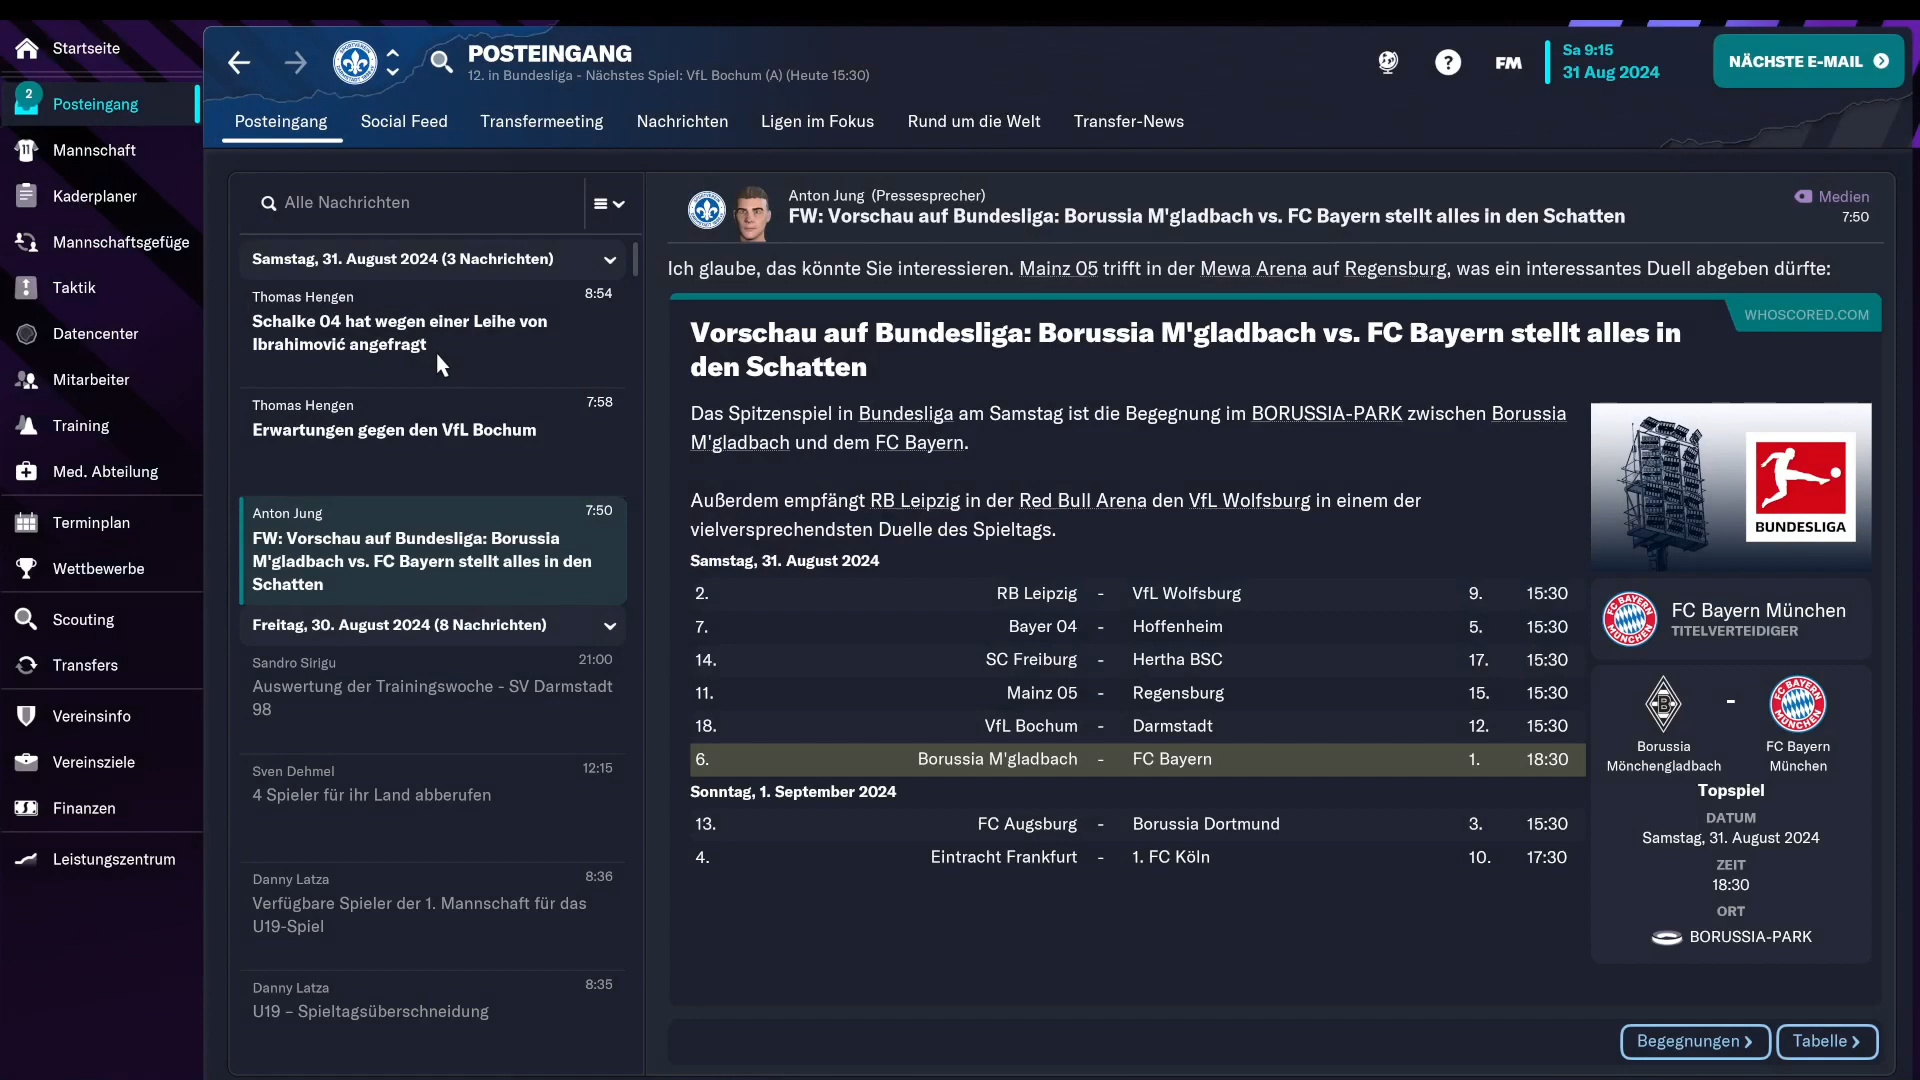 Startseite
2
Posteingang
Mannschaft
Kaderplaner
Mannschaftsgefüge
Taktik
Datencenter
Mitarbeiter
Training
Med. Abteilung
Terminplan
Wettbewerbe
Scouting
Transfers
Vereinsinfo
Vereinsziele
Finanzen
Leistungszentrum
POSTEINGANG
12. in Bundesliga - Nächstes Spiel: VfL Bochum (A) (Heute 15:30)
?
FM
Sa 9:15
31 Aug 2024
NÄCHSTE E-MAIL
Posteingang Social Feed Transfermeeting Nachrichten Ligen im Fokus Rund um die Welt Transfer-News
Alle Nachrichten
Samstag, 31. August 2024 (3 Nachrichten)
Thomas Hengen 8:54
Schalke 04 hat wegen einer Leihe von
Ibrahimović angefragt
Thomas Hengen 7:58
Erwartungen gegen den VfL Bochum
Anton Jung 7:50
FW: Vorschau auf Bundesliga: Borussia
M'gladbach vs. FC Bayern stellt alles in den
Schatten
Freitag, 30. August 2024 (8 Nachrichten)
Sandro Sirigu 21:00
Auswertung der Trainingswoche - SV Darmstadt
98
Sven Dehmel 12:15
4 Spieler für ihr Land abberufen
Danny Latza 8:36
Verfügbare Spieler der 1. Mannschaft für das
U19-Spiel
Danny Latza 8:35
U19 – Spieltagsüberschneidung
Anton Jung (Pressesprecher)
FW: Vorschau auf Bundesliga: Borussia M'gladbach vs. FC Bayern stellt alles in den Schatten
Medien
7:50
Ich glaube, das könnte Sie interessieren. Mainz 05 trifft in der Mewa Arena auf Regensburg, was ein interessantes Duell abgeben dürfte:
WHOSCORED.COM
Vorschau auf Bundesliga: Borussia M'gladbach vs. FC Bayern stellt alles in
den Schatten
Das Spitzenspiel in Bundesliga am Samstag ist die Begegnung im BORUSSIA-PARK zwischen Borussia
M'gladbach und dem FC Bayern.
Außerdem empfängt RB Leipzig in der Red Bull Arena den VfL Wolfsburg in einem der
vielversprechendsten Duelle des Spieltags.
Samstag, 31. August 2024
2. RB Leipzig - VfL Wolfsburg 9. 15:30
7. Bayer 04 - Hoffenheim 5. 15:30
14. SC Freiburg - Hertha BSC 17. 15:30
11. Mainz 05 - Regensburg 15. 15:30
18. VfL Bochum - Darmstadt 12. 15:30
6. Borussia M'gladbach - FC Bayern 1. 18:30
Sonntag, 1. September 2024
13. FC Augsburg - Borussia Dortmund 3. 15:30
4. Eintracht Frankfurt - 1. FC Köln 10. 17:30
BUNDESLIGA
FC Bayern München
TITELVERTEIDIGER
-
Borussia
Mönchengladbach
FC Bayern
München
Topspiel
DATUM
Samstag, 31. August 2024
ZEIT
18:30
ORT
BORUSSIA-PARK
Begegnungen
Tabelle